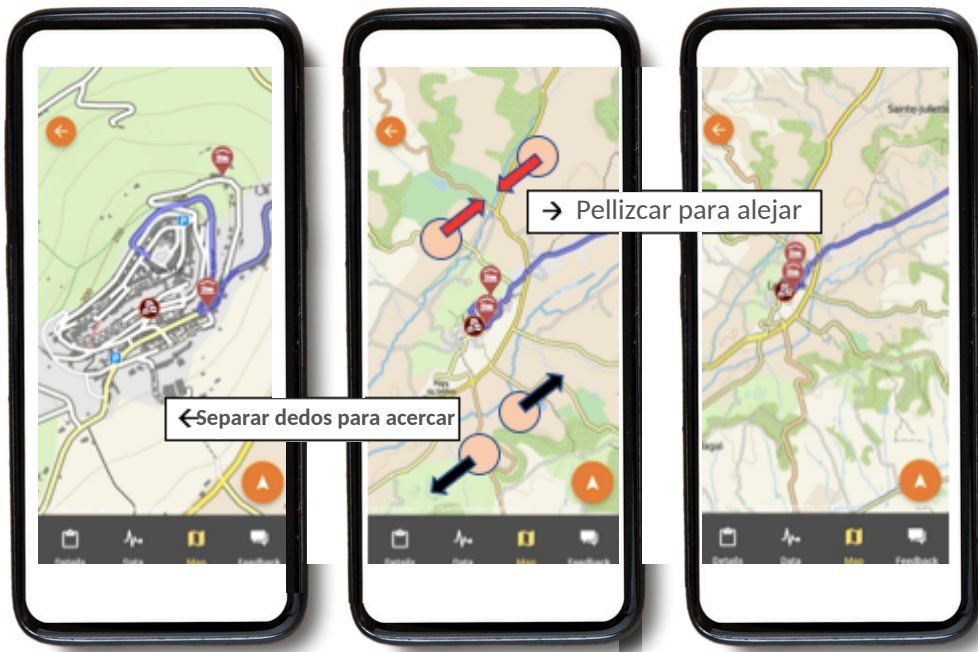 Sainte-Juliette
→ Pellizcar para alejar
←Separar dedos para acercar
Details Data Map Feedback
Details Data Map Feedback
Details Data Map Feedback